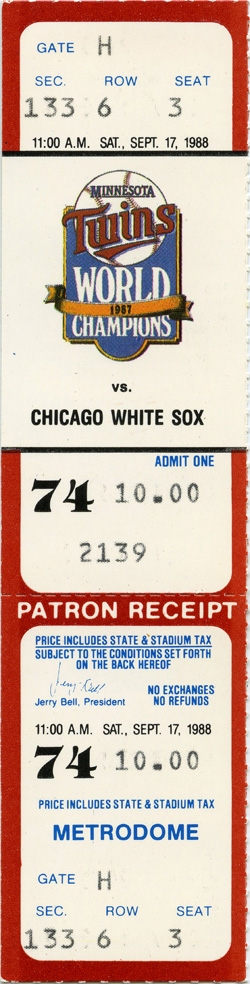 GATE H
SEC. ROW SEAT
133 6 3
11:00 A.M. SAT., SEPT. 17, 1988
MINNESOTA
Twins
WORLD
1987
CHAMPIONS
vs.
CHICAGO WHITE SOX
ADMIT ONE
74 10.00
2139
PATRON RECEIPT
PRICE INCLUDES STATE & STADIUM TAX
SUBJECT TO THE CONDITIONS SET FORTH
ON THE BACK HEREOF
Jerry Bell
Jerry Bell, President
NO EXCHANGES
NO REFUNDS
11:00 A.M. SAT., SEPT. 17, 1988
74 10.00
PRICE INCLUDES STATE & STADIUM TAX
METRODOME
GATE H
SEC. ROW SEAT
133 6 3